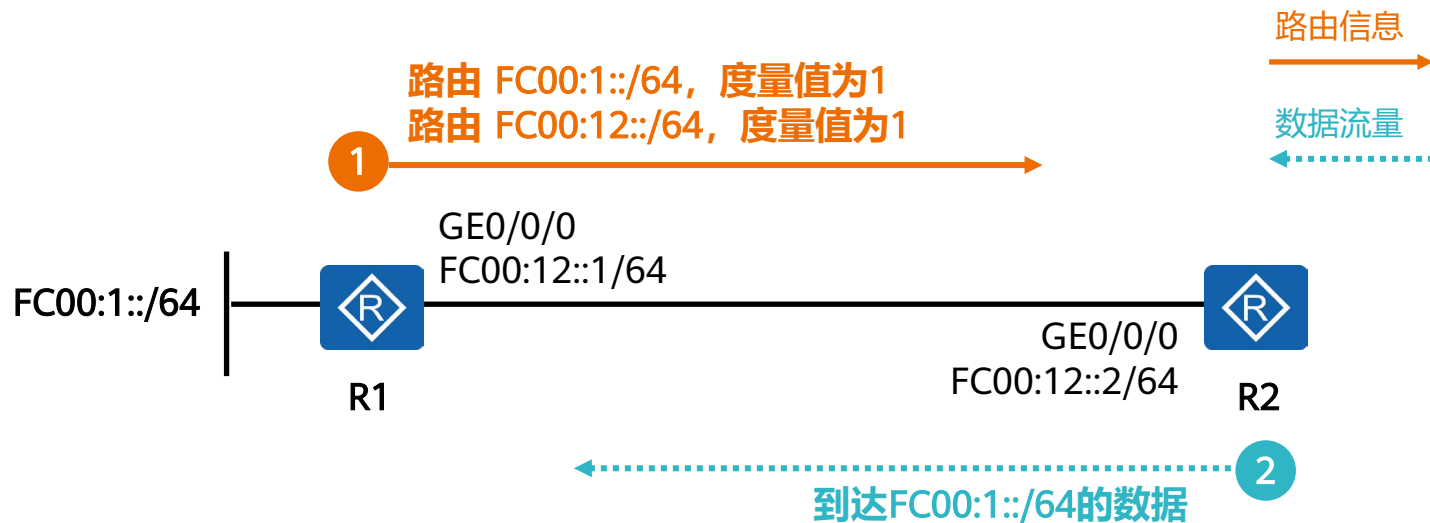 路由信息
路由 FC00:1::/64，度量值为1
路由 FC00:12::/64，度量值为1
数据流量
1
GE0/0/0
FC00:12::1/64
FC00:1::/64
R
R
GE0/0/0
FC00:12::2/64
R1
R2
2
到达FC00:1::/64的数据